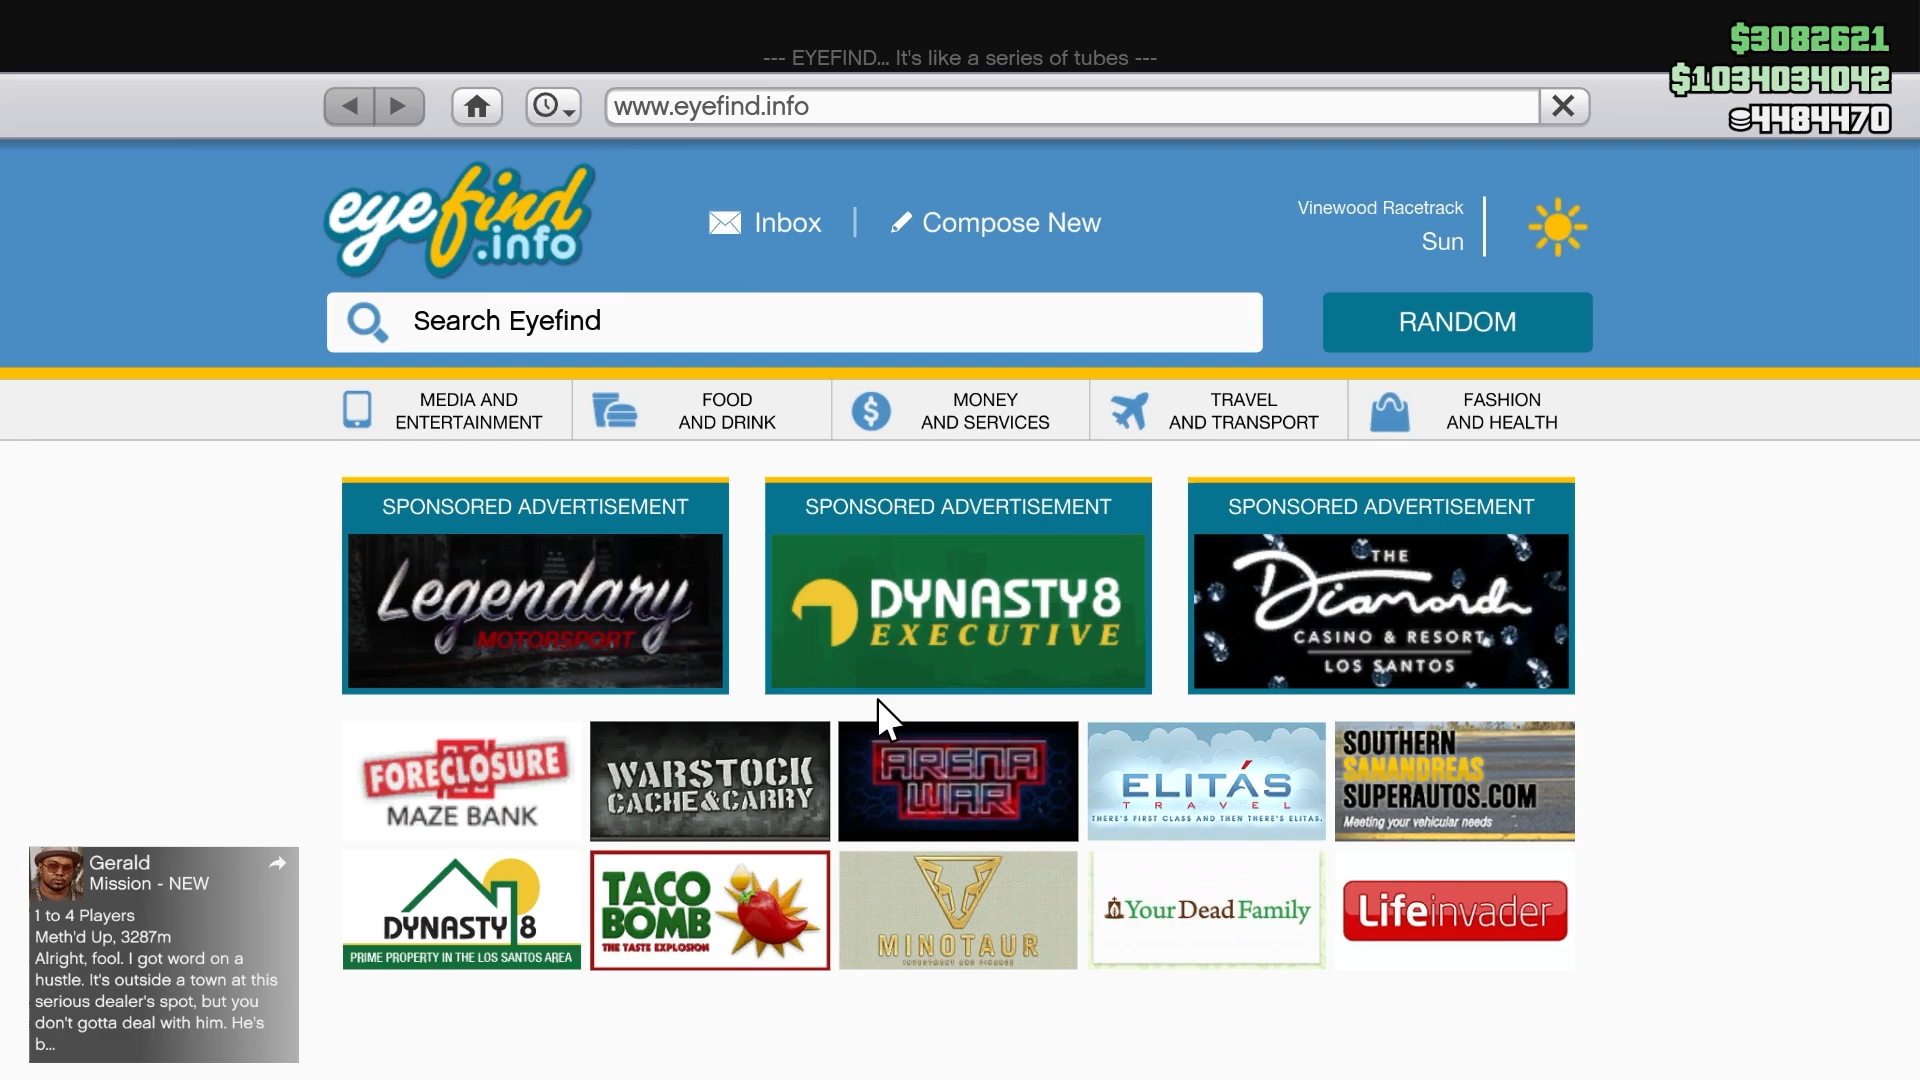 --- EYEFIND... It's like a series of tubes ---
$3082621
$1034034042
4484470
www.eyefind.info
eyefind
.info
Inbox
Compose New
Vinewood Racetrack
Sun
Search Eyefind
RANDOM
MEDIA AND
ENTERTAINMENT
FOOD
AND DRINK
MONEY
AND SERVICES
TRAVEL
AND TRANSPORT
FASHION
AND HEALTH
SPONSORED ADVERTISEMENT
Legendary
MOTORSPORT
SPONSORED ADVERTISEMENT
DYNASTY 8
EXECUTIVE
SPONSORED ADVERTISEMENT
THE
Diamond
CASINO & RESORT
LOS SANTOS
FORECLOSURE
MAZE BANK
WARSTOCK
CACHE&CARRY
ARENA
WAR
ELITÁS
TRAVEL
THERE'S FIRST CLASS AND THEN THERE'S ELITAS.
SOUTHERN
SANANDREAS
SUPERAUTOS.COM
Meeting your vehicular needs
DYNASTY 8
PRIME PROPERTY IN THE LOS SANTOS AREA
TACO
BOMB
THE TASTE EXPLOSION
MINOTAUR
INVESTMENT AND FINANCE
YourDeadFamily
Lifeinvader
Gerald
Mission - NEW
1 to 4 Players
Meth'd Up, 3287m
Alright, fool. I got word on a
hustle. It's outside a town at this
serious dealer's spot, but you
don't gotta deal with him. He's
b...